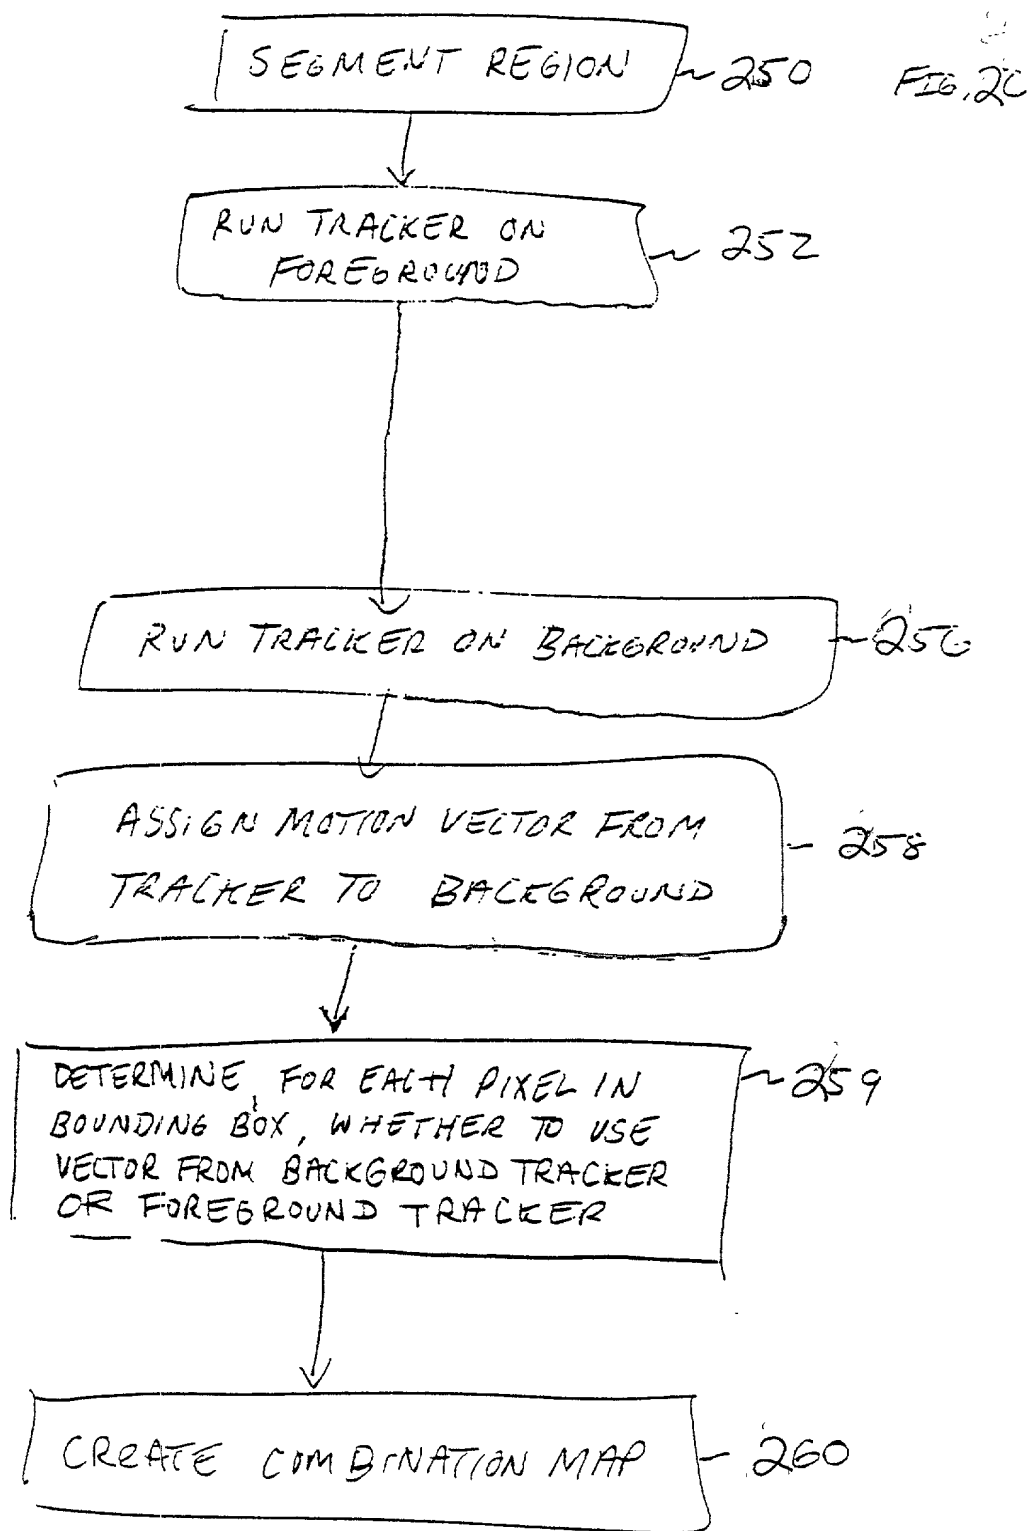 SEGMENT REGION ~ 250 FIG. 2C
RUN TRACKER ON
FOREGROUND
~ 252
RUN TRACKER ON BACKGROUND ~ 256
ASSIGN MOTION VECTOR FROM
TRACKER TO BACKGROUND
~ 258
DETERMINE, FOR EACH PIXEL IN ~ 259
BOUNDING BOX, WHETHER TO USE
VECTOR FROM BACKGROUND TRACKER
OR FOREGROUND TRACKER
CREATE COMBINATION MAP ~ 260